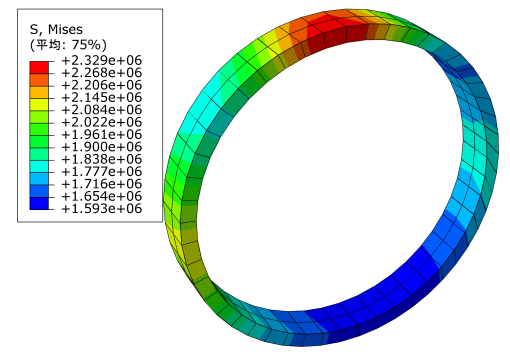 S, Mises
(平均: 75%)
+2.329e+06
+2.268e+06
+2.206e+06
+2.145e+06
+2.084e+06
+2.022e+06
+1.961e+06
+1.900e+06
+1.838e+06
+1.777e+06
+1.716e+06
+1.654e+06
+1.593e+06